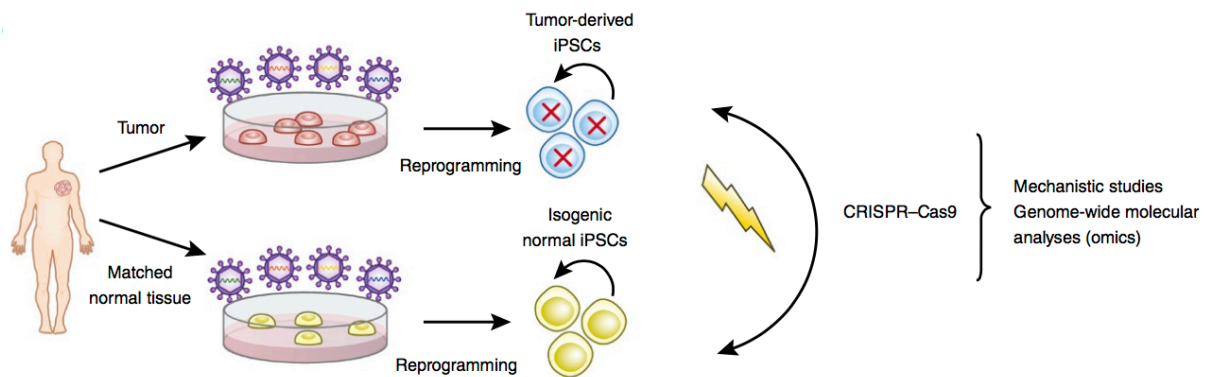 Tumor-derived
iPSCs
Tumor
Reprogramming
Isogenic
normal iPSCs
Matched
normal tissue
Reprogramming
CRISPR–Cas9
Mechanistic studies
Genome-wide molecular
analyses (omics)